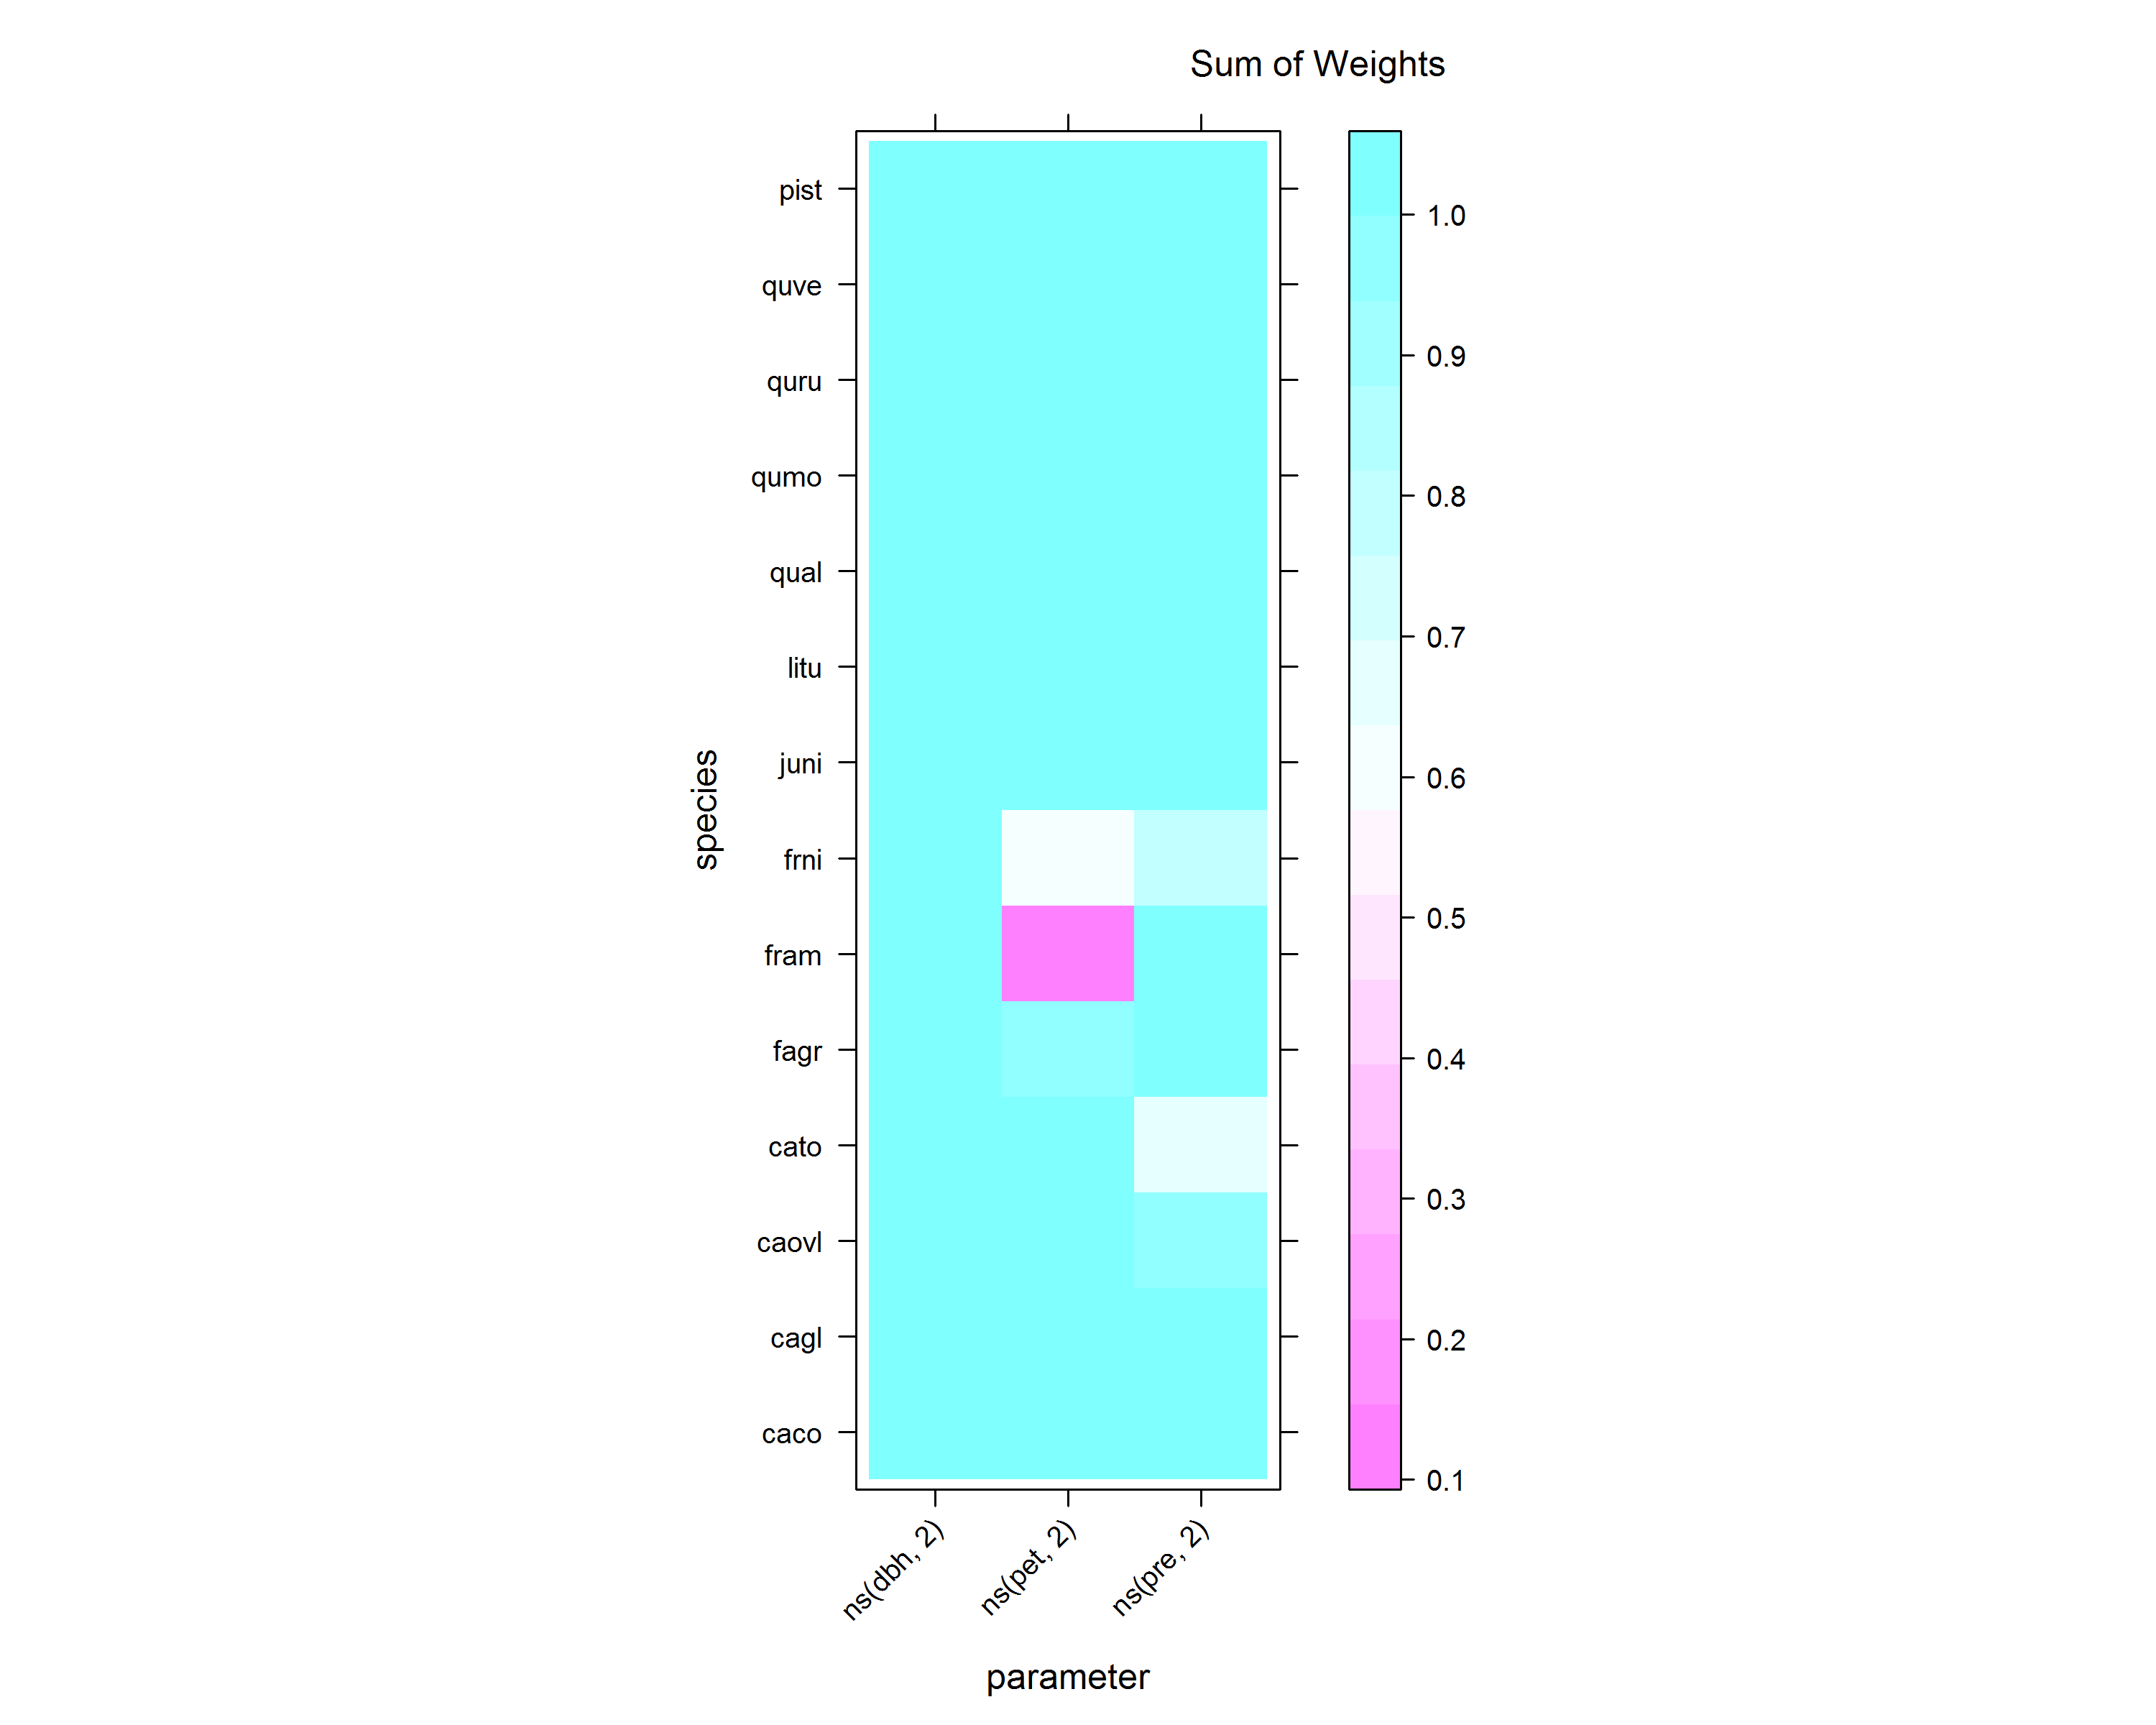 Sum of Weights
pist
quve
quru
qumo
qual
litu
juni
frni
fram
fagr
cato
caovl
cagl
caco
species
1.0
0.9
0.8
0.7
0.6
0.5
0.4
0.3
0.2
0.1
ns(dbh, 2)
ns(pet, 2)
ns(pre, 2)
parameter